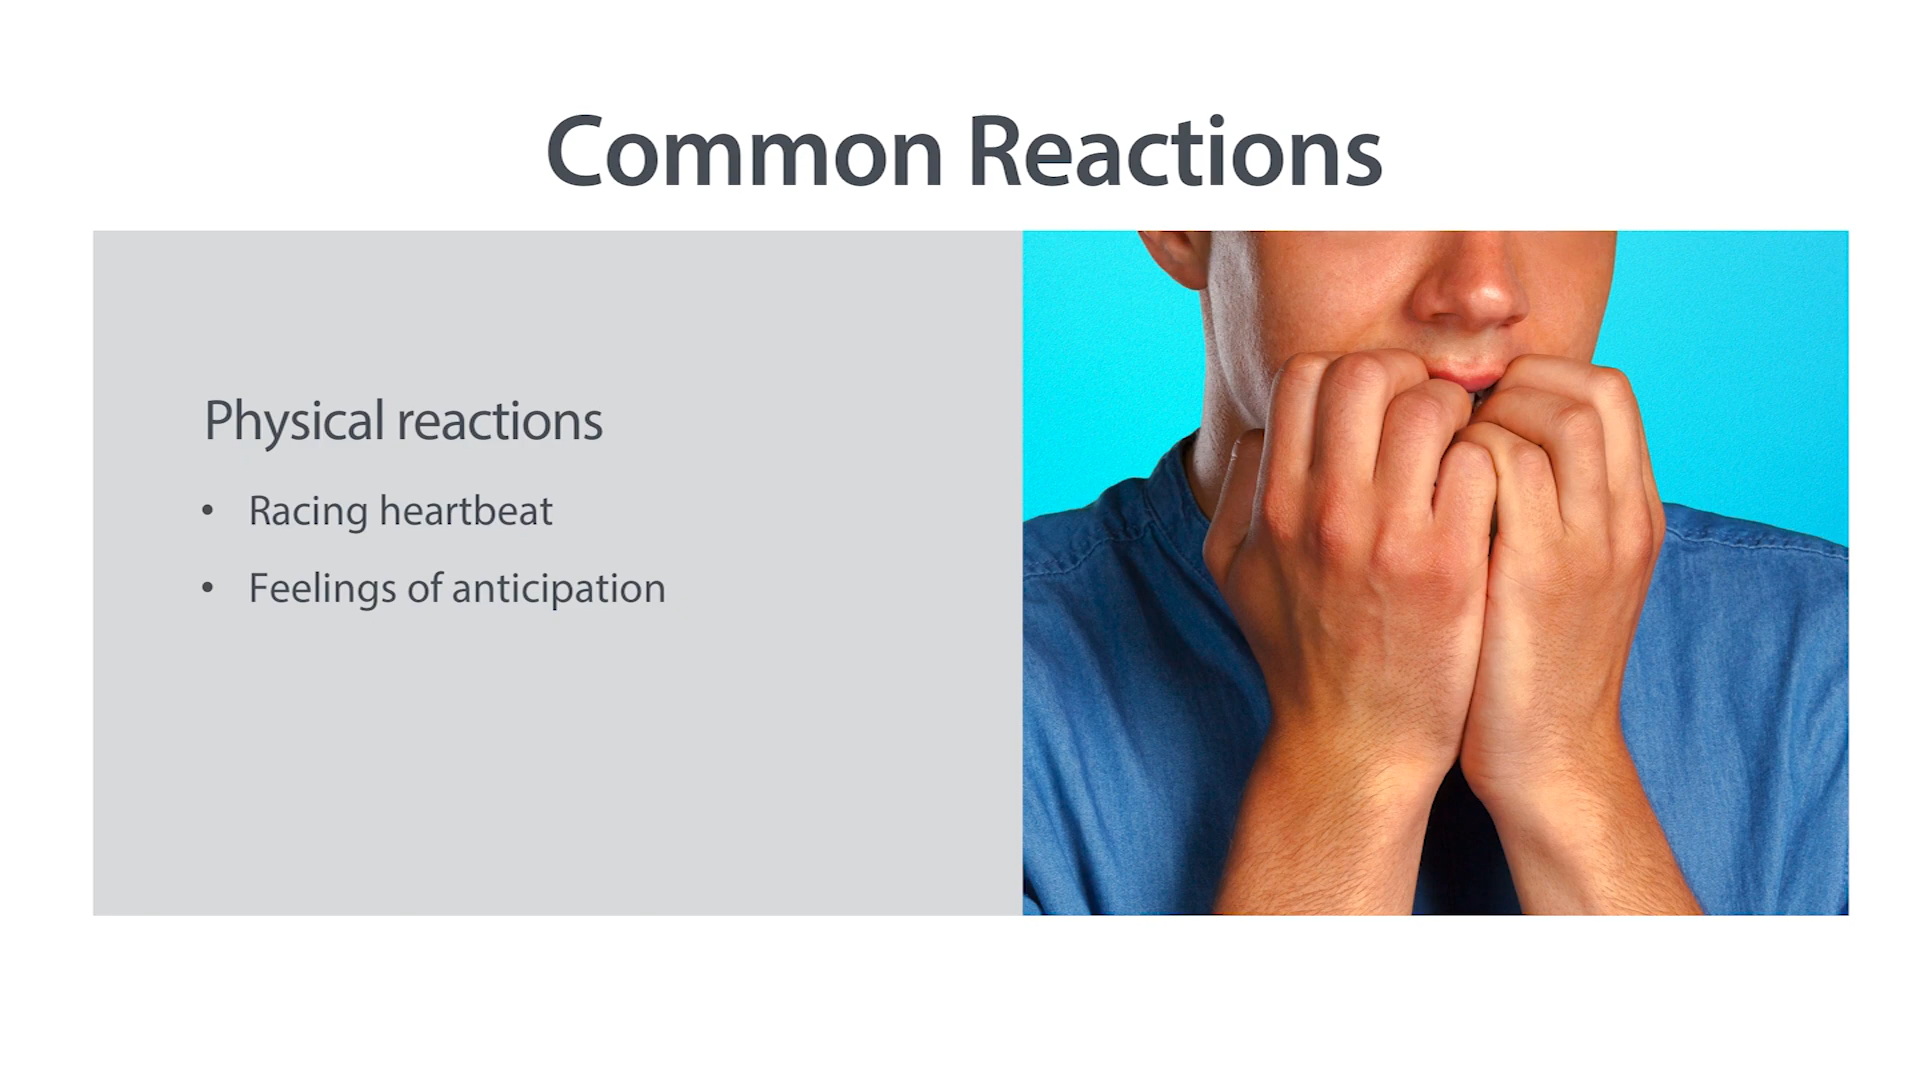 Common Reactions
Physical reactions
• Racing heartbeat
• Feelings of anticipation